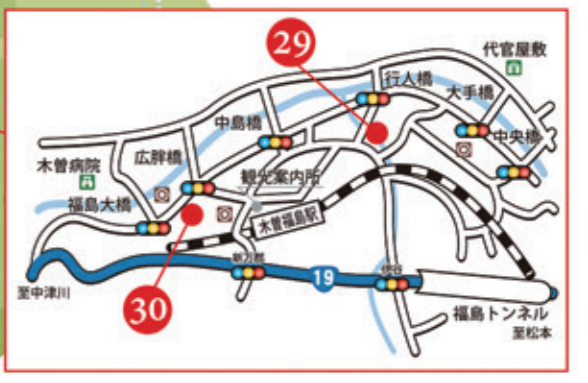 29
代官屋敷
行人橋
大手橋
中島橋
中央橋
木曽病院
広胖橋
観光案内所
福島大橋
木曽福島駅
新万郡
19
伊谷
至中津川
30
福島トンネル
至松本